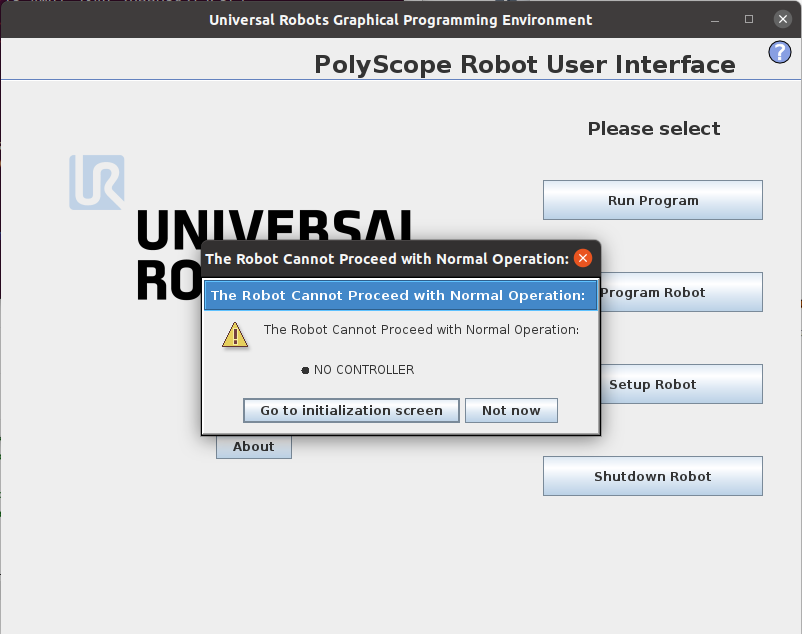 Universal Robots Graphical Programming Environment
PolyScope Robot User Interface
?
Please select
UR
UNIVERSAL
RO
Run Program
Program Robot
Setup Robot
Shutdown Robot
The Robot Cannot Proceed with Normal Operation:
The Robot Cannot Proceed with Normal Operation:
The Robot Cannot Proceed with Normal Operation:
● NO CONTROLLER
Go to initialization screen
Not now
About